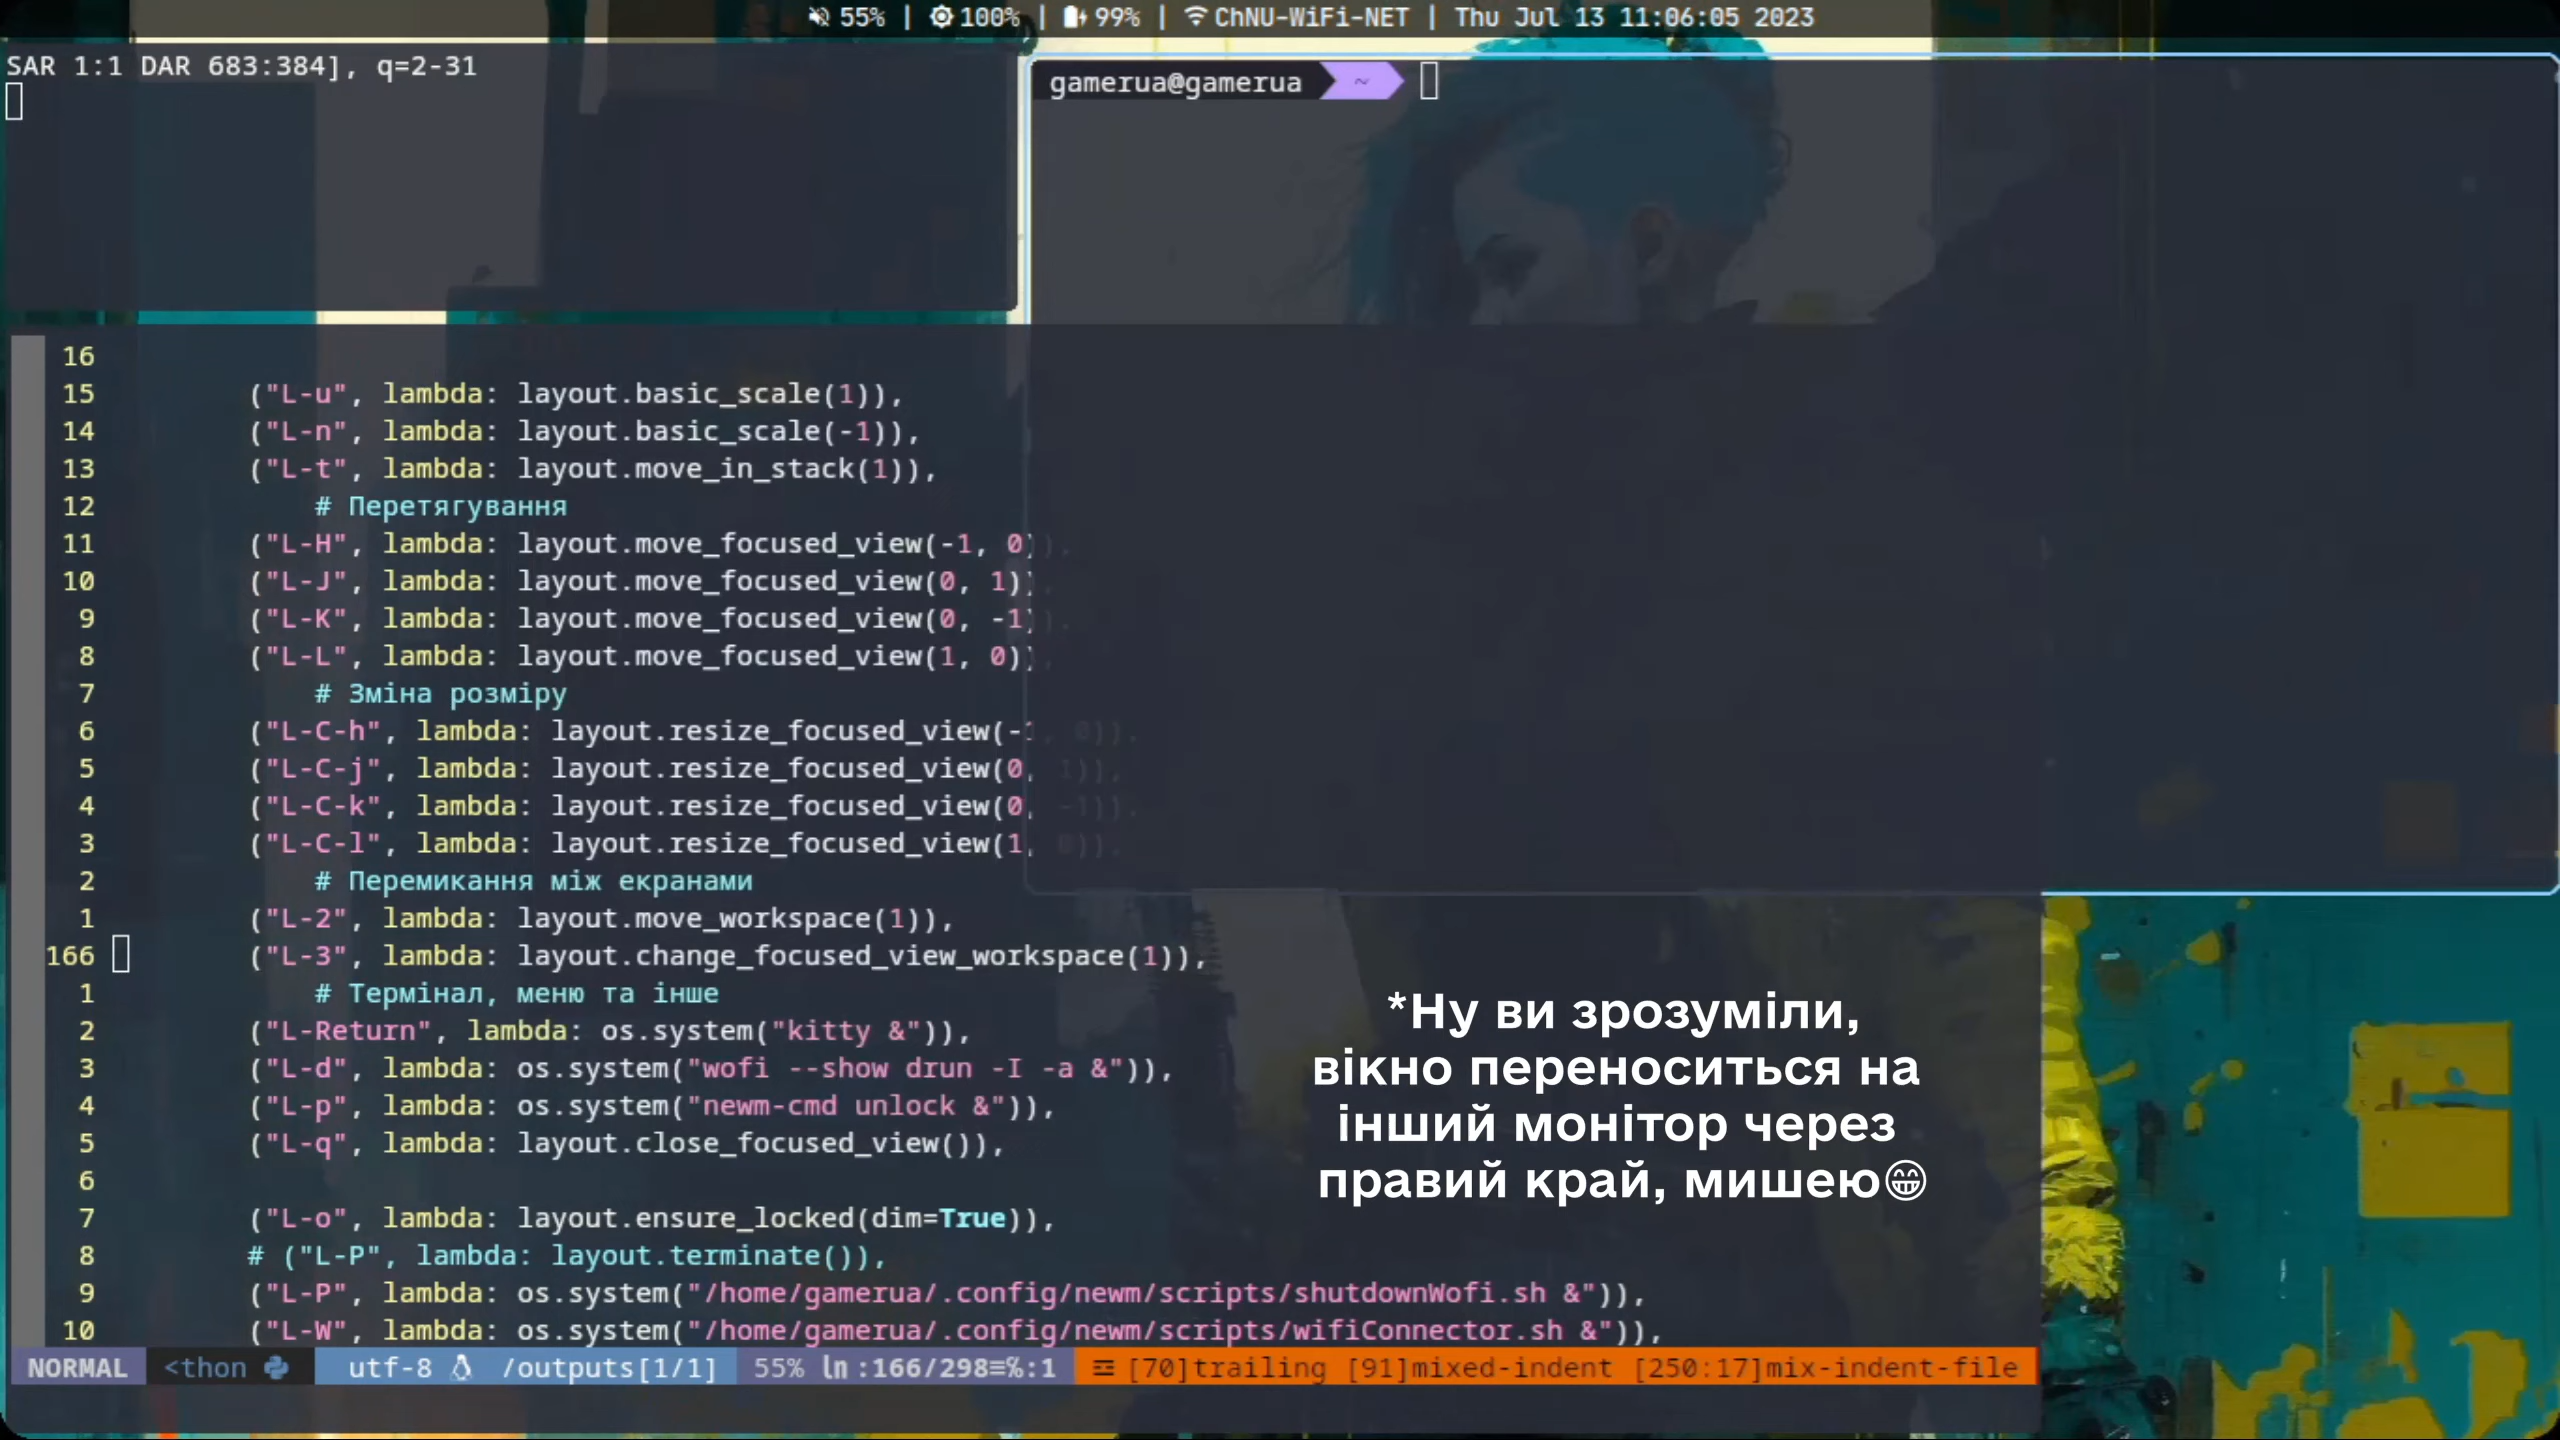 55% | 100% | 99% | ChNU-WiFi-NET | Thu Jul 13 11:06:05 2023
SAR 1:1 DAR 683:384], q=2-31
gamerua@gamerua ~
16
15 ("L-u", lambda: layout.basic_scale(1)),
14 ("L-n", lambda: layout.basic_scale(-1)),
13 ("L-t", lambda: layout.move_in_stack(1)),
12 # Перетягування
11 ("L-H", lambda: layout.move_focused_view(-1, 0)),
10 ("L-J", lambda: layout.move_focused_view(0, 1)),
9 ("L-K", lambda: layout.move_focused_view(0, -1)),
8 ("L-L", lambda: layout.move_focused_view(1, 0)),
7 # Зміна розміру
6 ("L-C-h", lambda: layout.resize_focused_view(-1, 0)),
5 ("L-C-j", lambda: layout.resize_focused_view(0, 1)),
4 ("L-C-k", lambda: layout.resize_focused_view(0, -1)),
3 ("L-C-l", lambda: layout.resize_focused_view(1, 0)),
2 # Перемикання між екранами
1 ("L-2", lambda: layout.move_workspace(1)),
166 ("L-3", lambda: layout.change_focused_view_workspace(1)),
1 # Термінал, меню та інше
2 ("L-Return", lambda: os.system("kitty &")),
3 ("L-d", lambda: os.system("wofi --show drun -I -a &")),
4 ("L-p", lambda: os.system("newm-cmd unlock &")),
5 ("L-q", lambda: layout.close_focused_view()),
6
7 ("L-o", lambda: layout.ensure_locked(dim=True)),
8 # ("L-P", lambda: layout.terminate()),
9 ("L-P", lambda: os.system("/home/gamerua/.config/newm/scripts/shutdownWofi.sh &")),
10 ("L-W", lambda: os.system("/home/gamerua/.config/newm/scripts/wifiConnector.sh &")),
*Ну ви зрозуміли,
вікно переноситься на
інший монітор через
правий край, мишею😁
NORMAL <thon utf-8 /outputs[1/1] 55% ln :166/298≡%:1 ☲ [70]trailing [91]mixed-indent [250:17]mix-indent-file